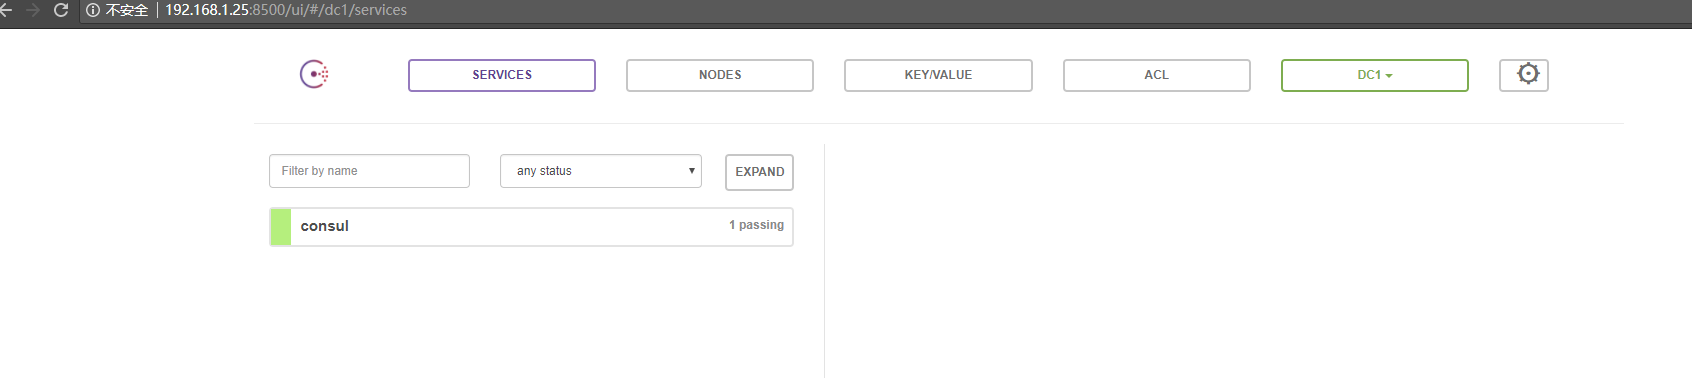 不安全 192.168.1.25:8500/ui/#/dc1/services
SERVICES NODES KEY/VALUE ACL DC1
Filter by name any status EXPAND
consul 1 passing